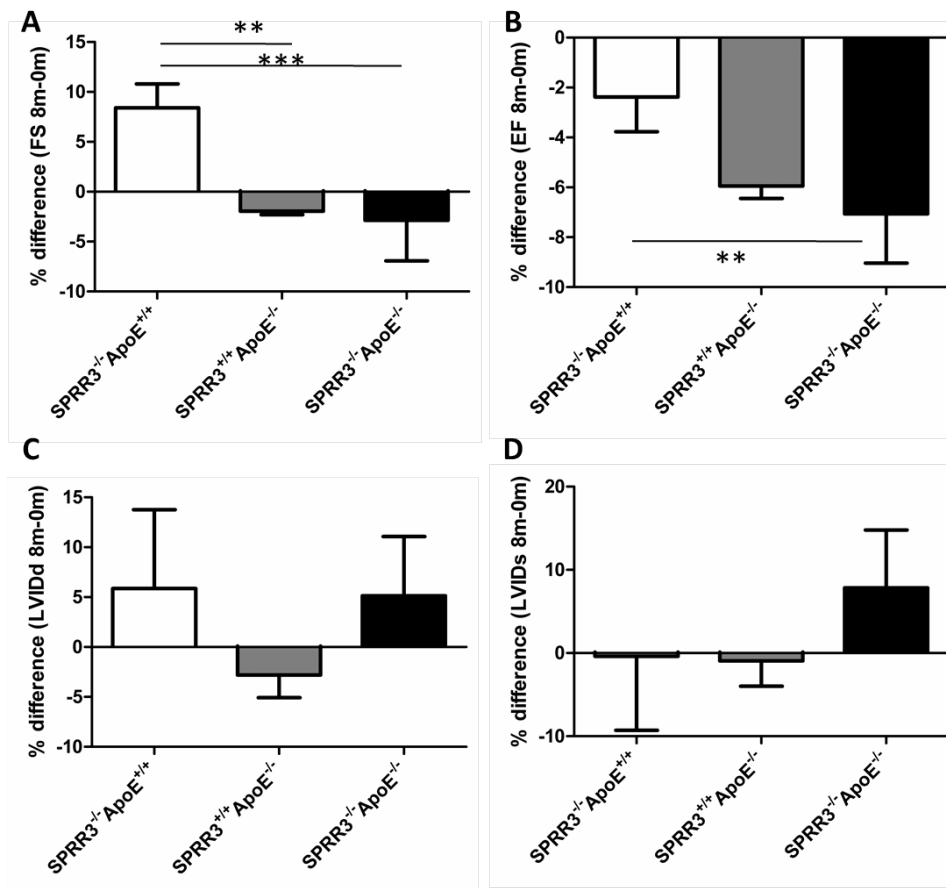 A
% difference (FS 8m-0m)
15
10
5
0
-5
-10
**
***
SPRR3-/-ApoE+/+
SPRR3+/+ApoE-/-
SPRR3-/-ApoE-/-
B
% difference (EF 8m-0m)
0
-2
-4
-6
-8
-10
**
SPRR3-/-ApoE+/+
SPRR3+/+ApoE-/-
SPRR3-/-ApoE-/-
C
% difference (LVIDd 8m-0m)
15
10
5
0
-5
-10
SPRR3-/-ApoE+/+
SPRR3+/+ApoE-/-
SPRR3-/-ApoE-/-
D
% difference (LVIDs 8m-0m)
20
10
0
-10
SPRR3-/-ApoE+/+
SPRR3+/+ApoE-/-
SPRR3-/-ApoE-/-